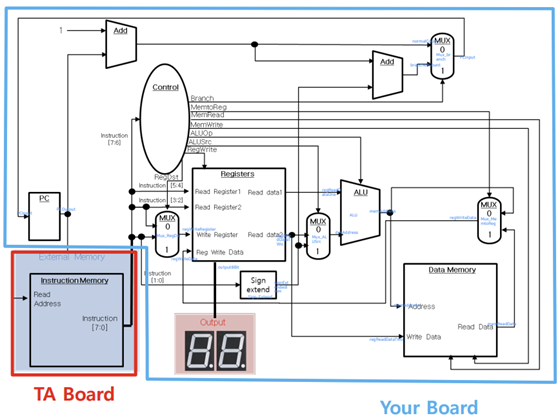 1
Add
Add
MUX
0
1
Control
Branch
MemtoReg
MemRead
MemWrite
ALUOp
ALUSrc
RegWrite
RegDst
Instruction
[7:6]
Registers
Instruction [5:4]
Read Register1
Read data1
Instruction [3:2]
Read Register2
MUX
0
1
Write Register
Read data2
Reg Write Data
Instruction
[1:0]
MUX
0
1
ALU
ALU
MUX
0
1
PC
Sign
extend
Data Memory
Address
Read Data
Write Data
External Memory
Instruction Memory
Read
Address
Instruction
[7:0]
Output
88
TA Board
Your Board